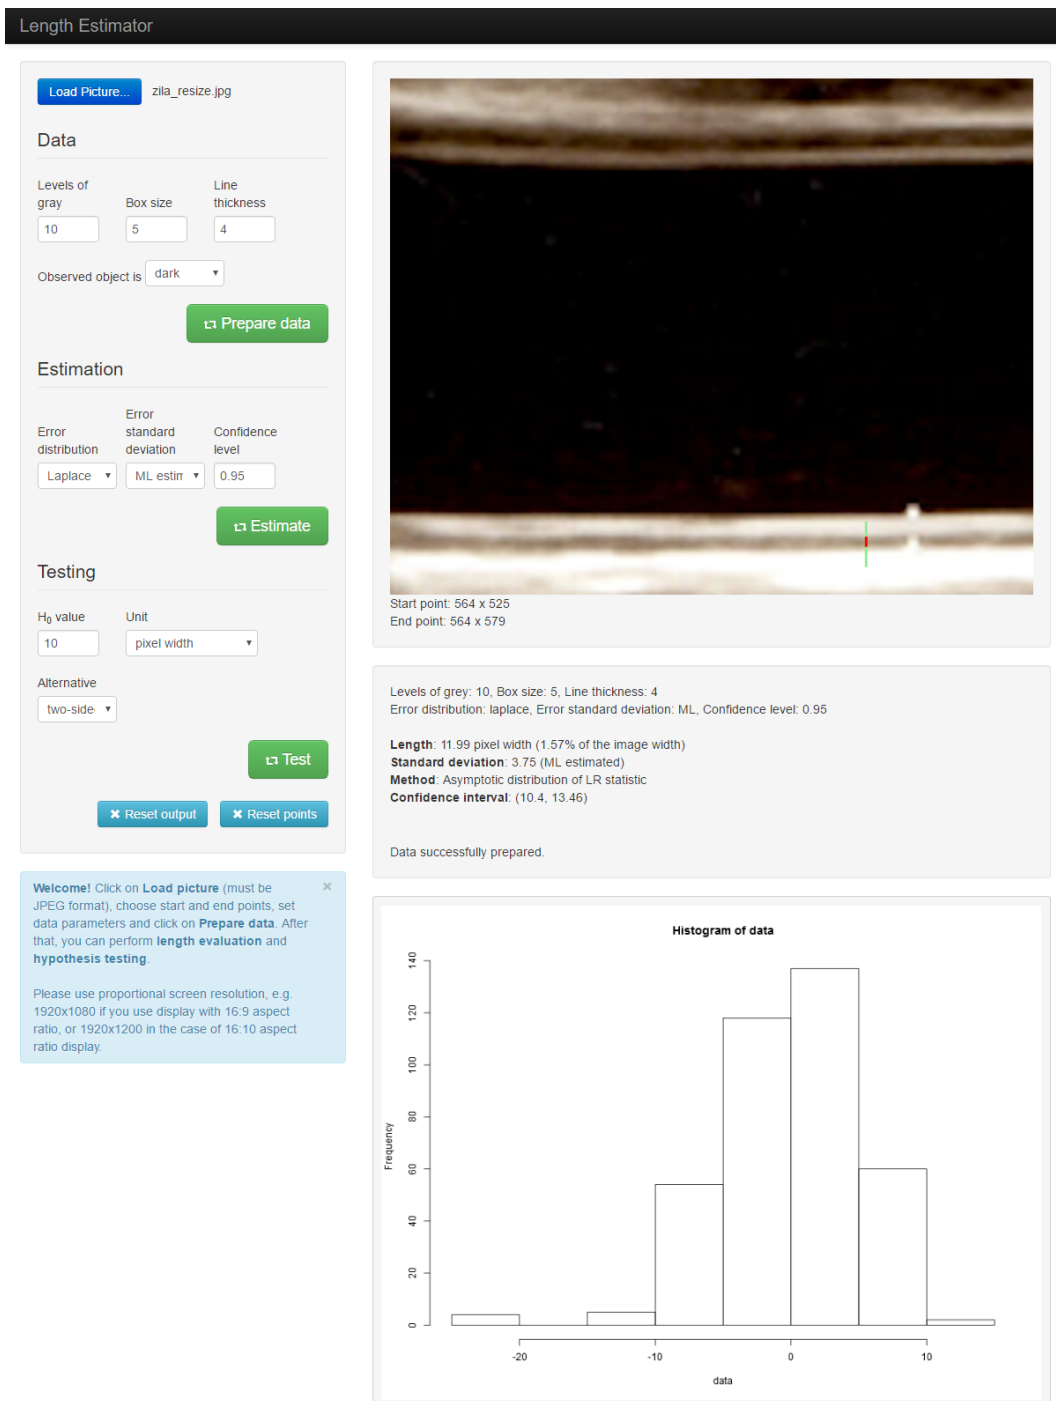 Length Estimator
Load Picture... zila_resize.jpg
Data
Levels of gray
Box size
Line thickness
10
5
4
Observed object is dark
Prepare data
Estimation
Error distribution
Error standard deviation
Confidence level
Laplace
ML estim
0.95
Estimate
Testing
H₀ value
Unit
10
pixel width
Alternative
two-side
Test
Reset output
Reset points
Welcome! Click on Load picture (must be
JPEG format), choose start and end points, set
data parameters and click on Prepare data. After
that, you can perform length evaluation and
hypothesis testing.
Please use proportional screen resolution, e.g.
1920x1080 if you use display with 16:9 aspect
ratio, or 1920x1200 in the case of 16:10 aspect
ratio display.
Start point: 564 x 525
End point: 564 x 579
Levels of grey: 10, Box size: 5, Line thickness: 4
Error distribution: laplace, Error standard deviation: ML, Confidence level: 0.95
Length: 11.99 pixel width (1.57% of the image width)
Standard deviation: 3.75 (ML estimated)
Method: Asymptotic distribution of LR statistic
Confidence interval: (10.4, 13.46)
Data successfully prepared.
Histogram of data
Frequency
140
120
100
80
60
40
20
0
-20 -10 0 10
data